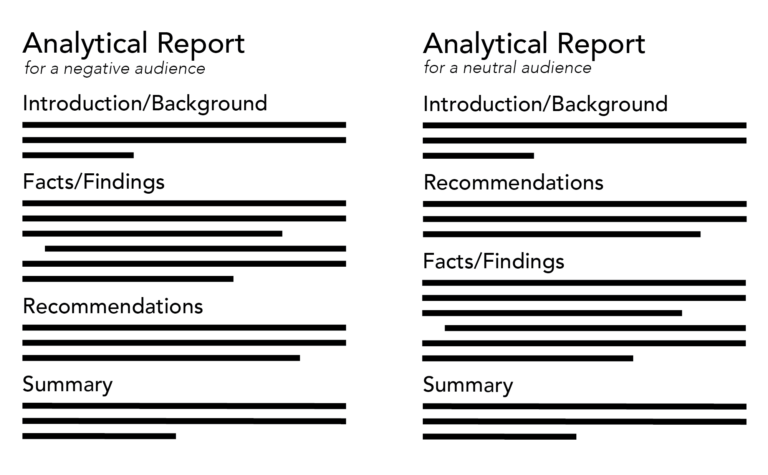 Analytical Report
for a negative audience
Introduction/Background
Facts/Findings
Recommendations
Summary
Analytical Report
for a neutral audience
Introduction/Background
Recommendations
Facts/Findings
Summary